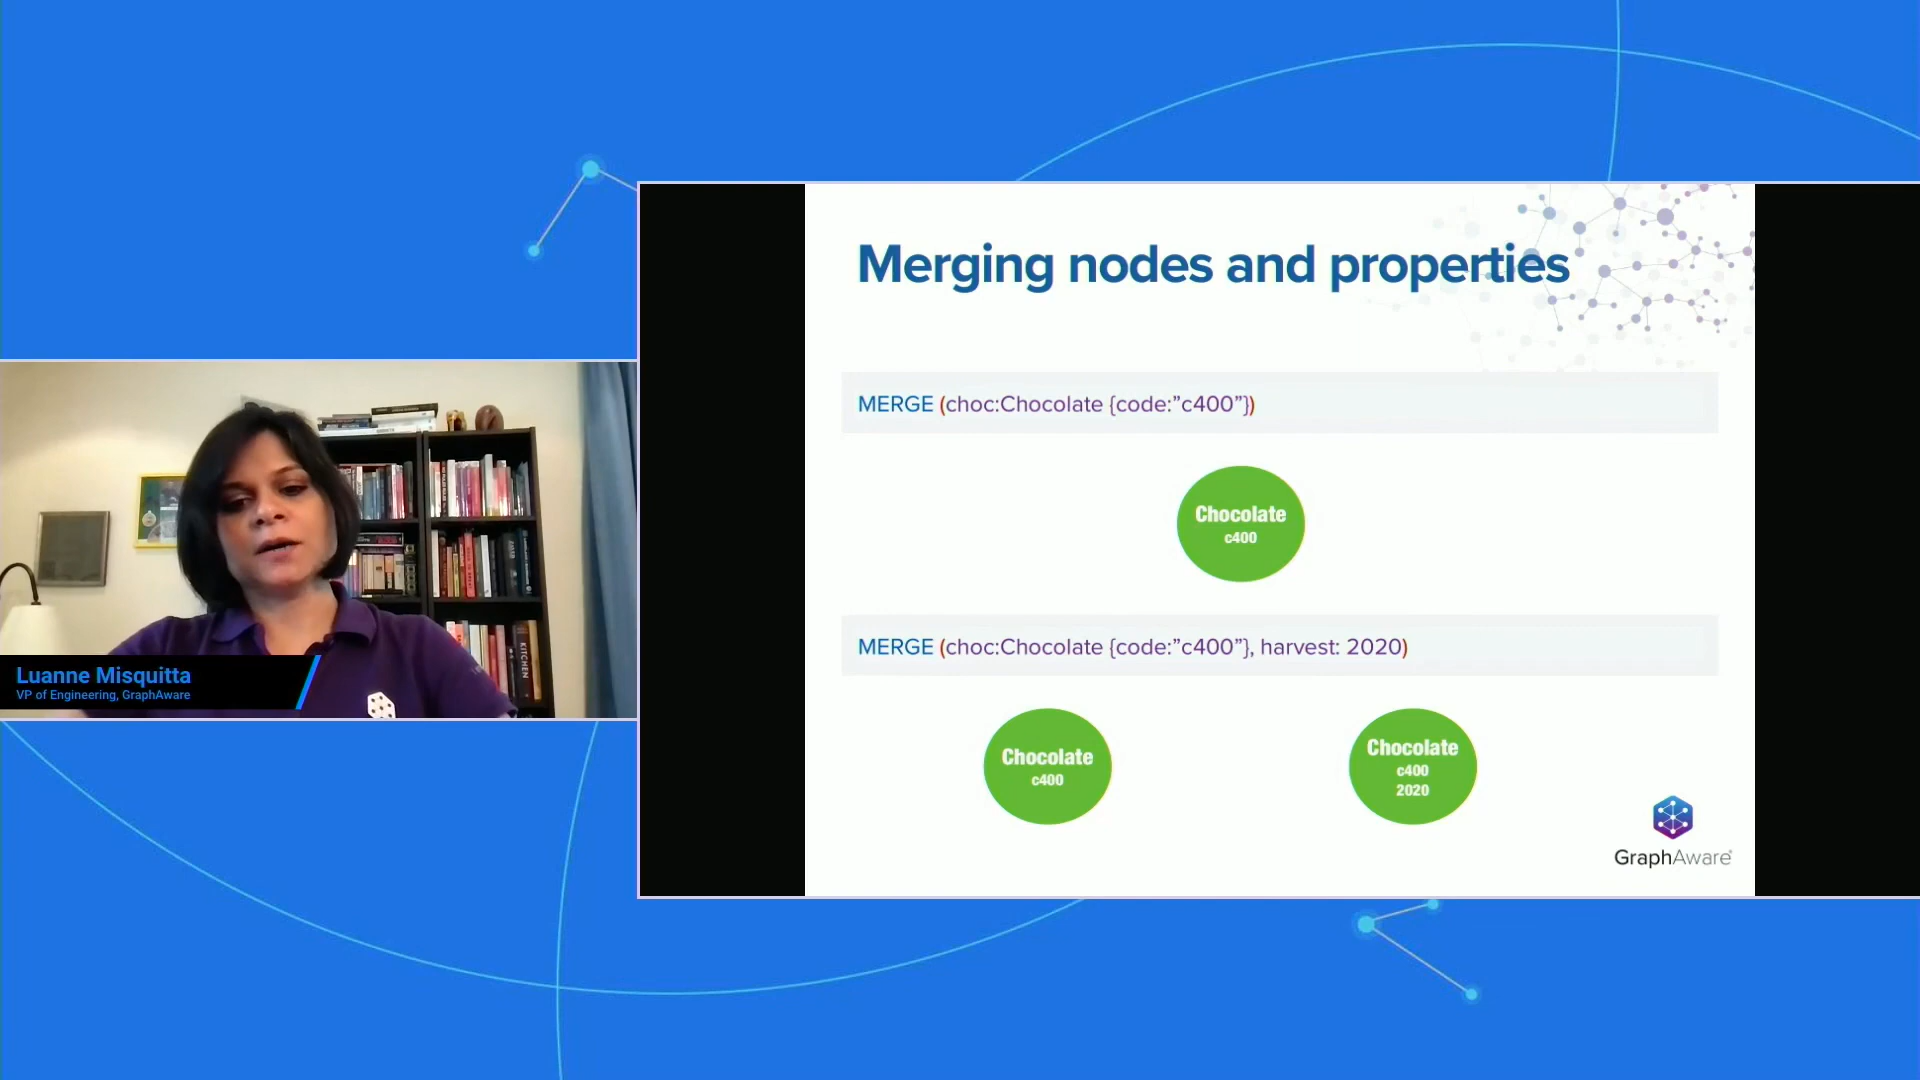 Merging nodes and properties
MERGE (choc:Chocolate {code:”c400”})
Chocolate
c400
MERGE (choc:Chocolate {code:”c400”}, harvest: 2020)
Chocolate
c400
Chocolate
c400
2020
GraphAware
Luanne Misquitta
VP of Engineering, GraphAware
KITCHEN